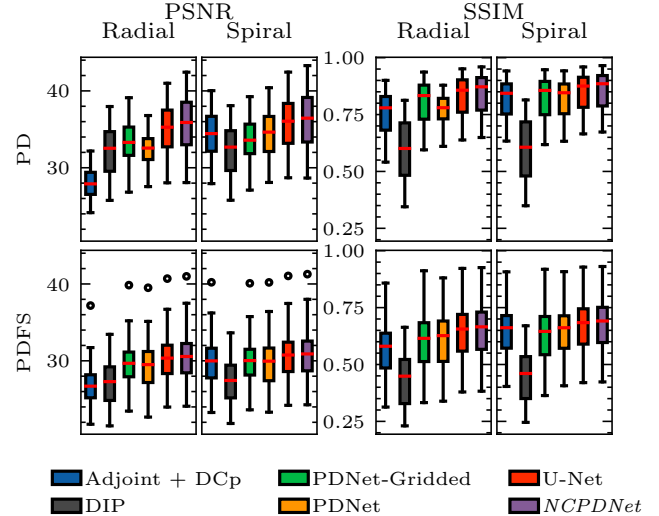 PSNR SSIM
Radial Spiral Radial Spiral
PD
40
30
1.00
0.75
0.50
0.25
PDFS
40
30
1.00
0.75
0.50
0.25
Adjoint + DCp PDNet-Gridded U-Net
DIP PDNet NCPDNet